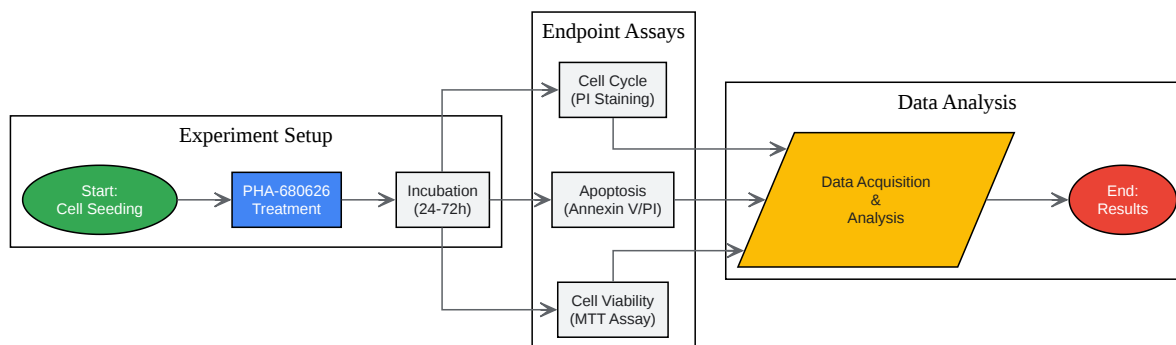 Experiment Setup
Start:
Cell Seeding
PHA-680626
Treatment
Incubation
(24-72h)
Endpoint Assays
Cell Cycle
(PI Staining)
Apoptosis
(Annexin V/PI)
Cell Viability
(MTT Assay)
Data Analysis
Data Acquisition
&
Analysis
End:
Results